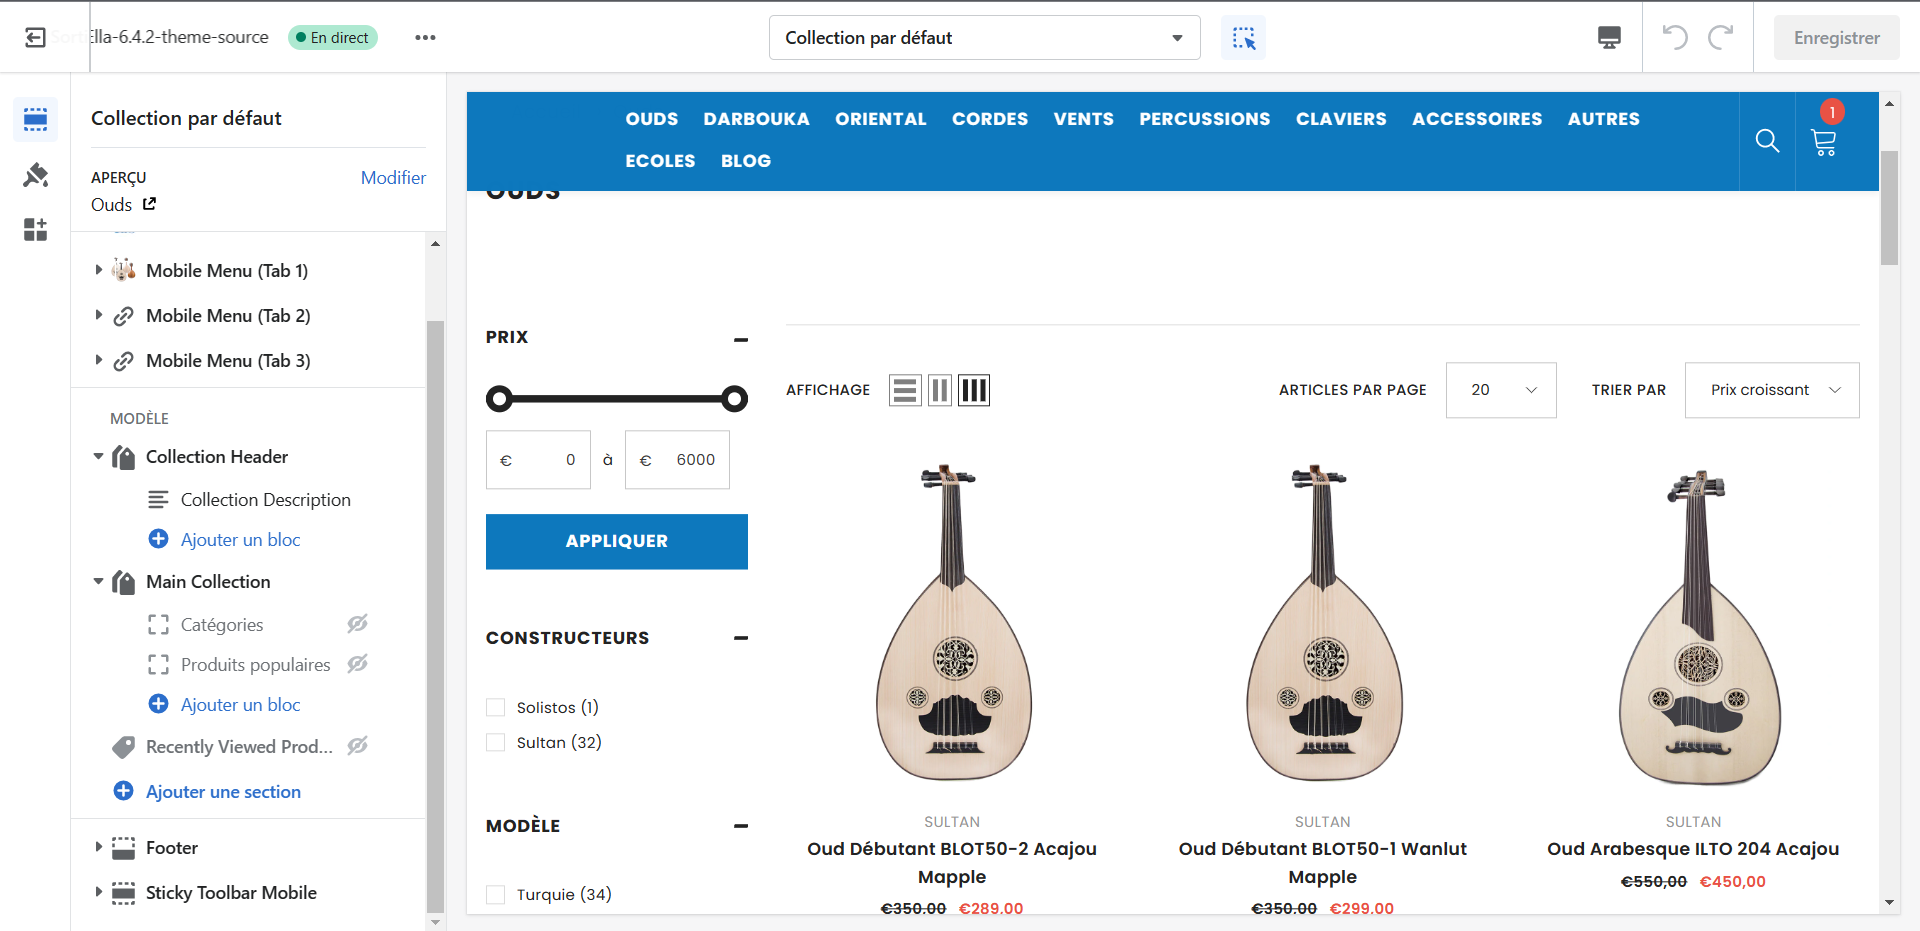 Ella-6.4.2-theme-source
En direct
Collection par défaut
Enregistrer
Collection par défaut
APERÇU
Modifier
Ouds
Mobile Menu (Tab 1)
Mobile Menu (Tab 2)
Mobile Menu (Tab 3)
MODÈLE
Collection Header
Collection Description
Ajouter un bloc
Main Collection
Catégories
Produits populaires
Ajouter un bloc
Recently Viewed Prod...
Ajouter une section
Footer
Sticky Toolbar Mobile
OUDS DARBOUKA ORIENTAL CORDES VENTS PERCUSSIONS CLAVIERS ACCESSOIRES AUTRES
ECOLES BLOG
1
OUDS
PRIX
€ 0 à € 6000
APPLIQUER
CONSTRUCTEURS
Solistos (1)
Sultan (32)
MODÈLE
Turquie (34)
AFFICHAGE
ARTICLES PAR PAGE 20 TRIER PAR Prix croissant
SULTAN
Oud Débutant BLOT50-2 Acajou
Mapple
€350,00 €289,00
SULTAN
Oud Débutant BLOT50-1 Wanlut
Mapple
€350,00 €299,00
SULTAN
Oud Arabesque ILTO 204 Acajou
€550,00 €450,00